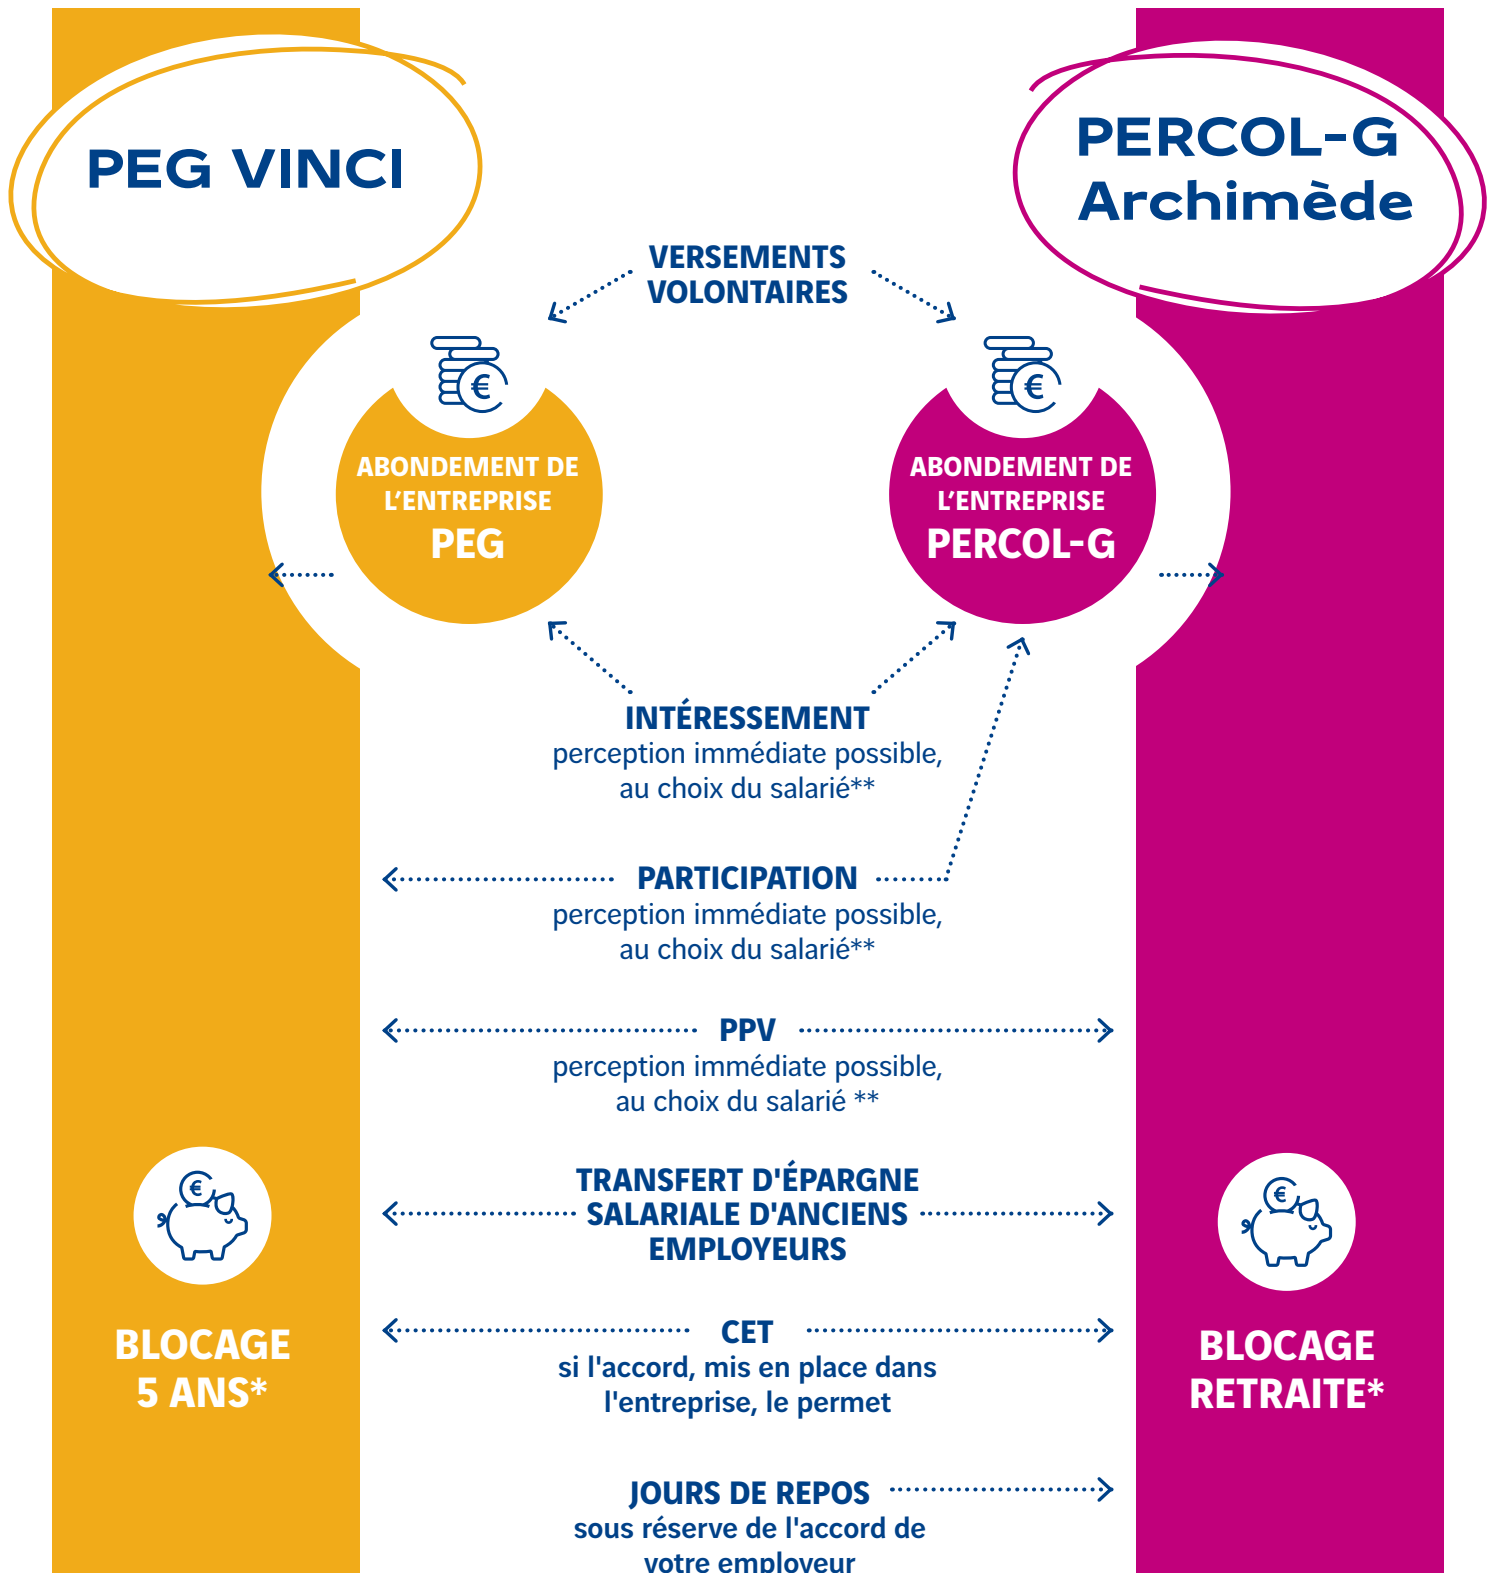 PEG VINCI
PERCOL-G
Archimède
VERSEMENTS
VOLONTAIRES
€
€
ABONDEMENT DE
L'ENTREPRISE
PEG
ABONDEMENT DE
L'ENTREPRISE
PERCOL-G
INTÉRESSEMENT
perception immédiate possible,
au choix du salarié**
PARTICIPATION
perception immédiate possible,
au choix du salarié**
PPV
perception immédiate possible,
au choix du salarié **
TRANSFERT D'ÉPARGNE
SALARIALE D'ANCIENS
EMPLOYEURS
€
BLOCAGE
5 ANS*
€
BLOCAGE
RETRAITE*
CET
si l'accord, mis en place dans
l'entreprise, le permet
JOURS DE REPOS
sous réserve de l'accord de
votre employeur